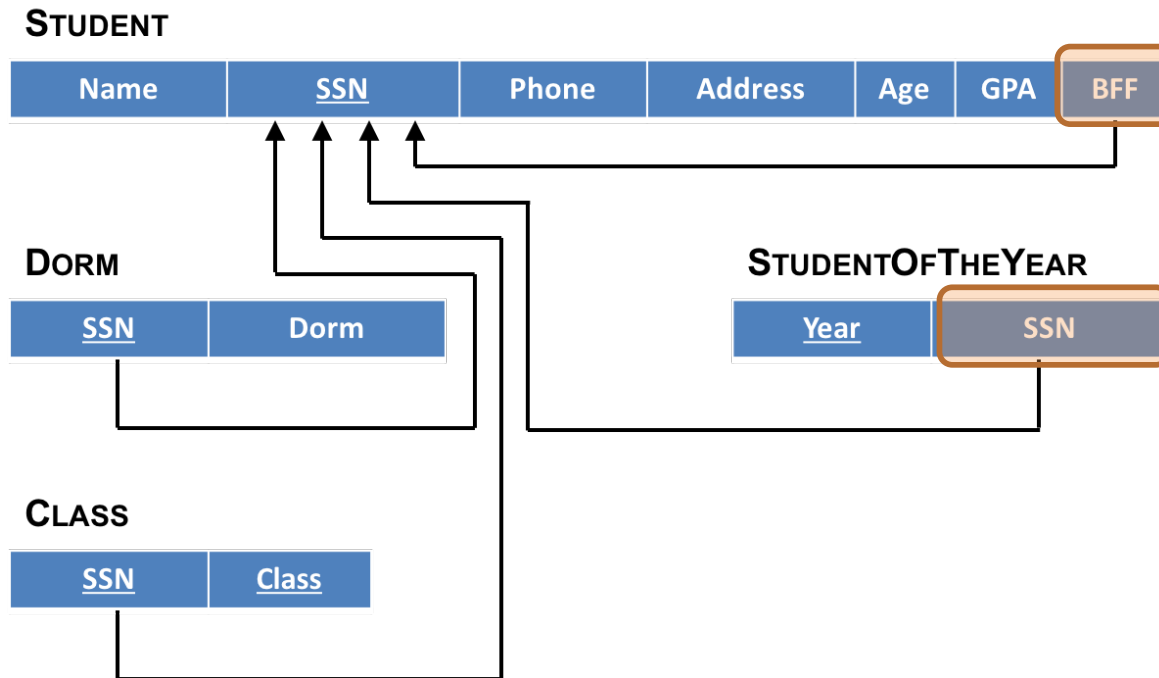 STUDENT
Name SSN Phone Address Age GPA BFF
DORM
SSN Dorm
STUDENTOFTHEYEAR
Year SSN
CLASS
SSN Class